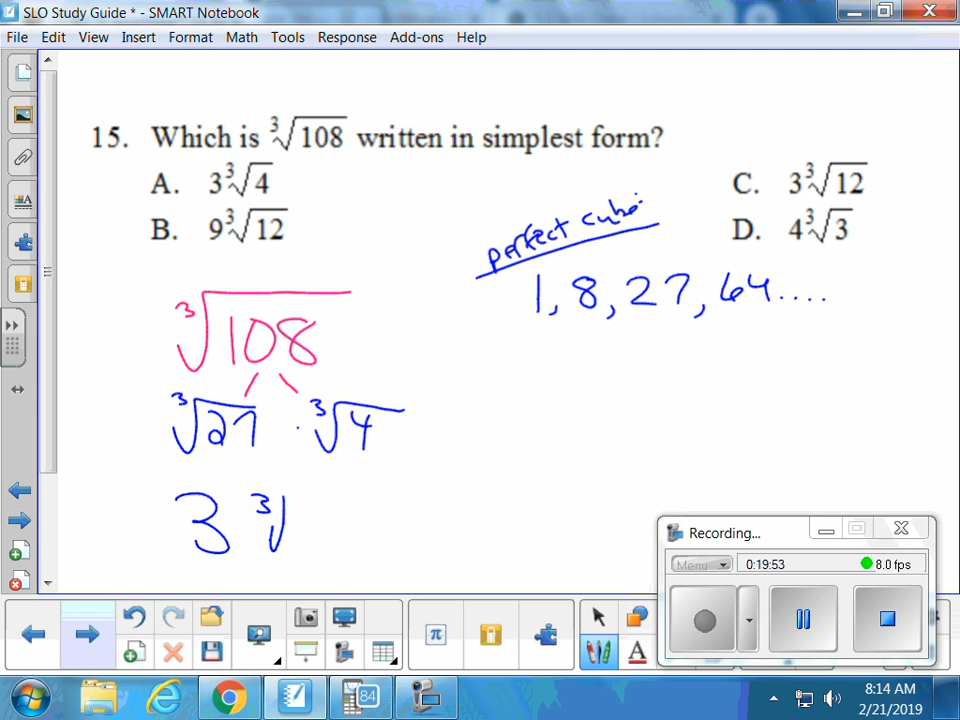 SLO Study Guide * - SMART Notebook
File Edit View Insert Format Math Tools Response Add-ons Help
15. Which is ∛108 written in simplest form?
A. 3∛4
C. 3∛12
B. 9∛12
D. 4∛3
perfect cube
1, 8, 27, 64....
∛108
∛27 · ∛4
3 ∛
Recording...
Menu 0:19:53 8.0 fps
π A
84
8:14 AM
2/21/2019